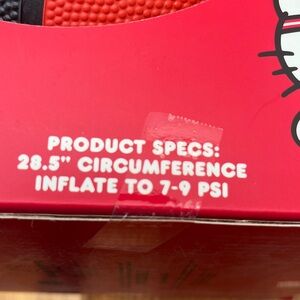 PRODUCT SPECS:
28.5" CIRCUMFERENCE
INFLATE TO 7-9 PSI